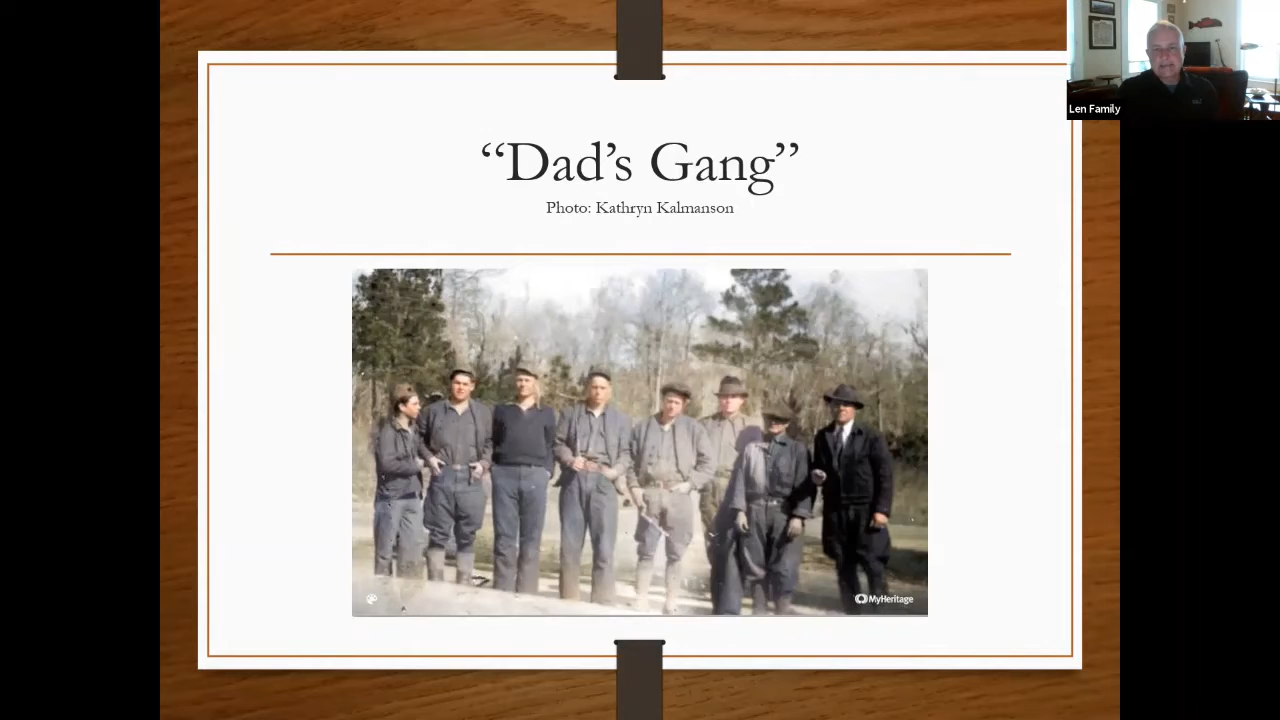 “Dad’s Gang”
Photo: Kathryn Kalmanson
Len Family
MyHeritage